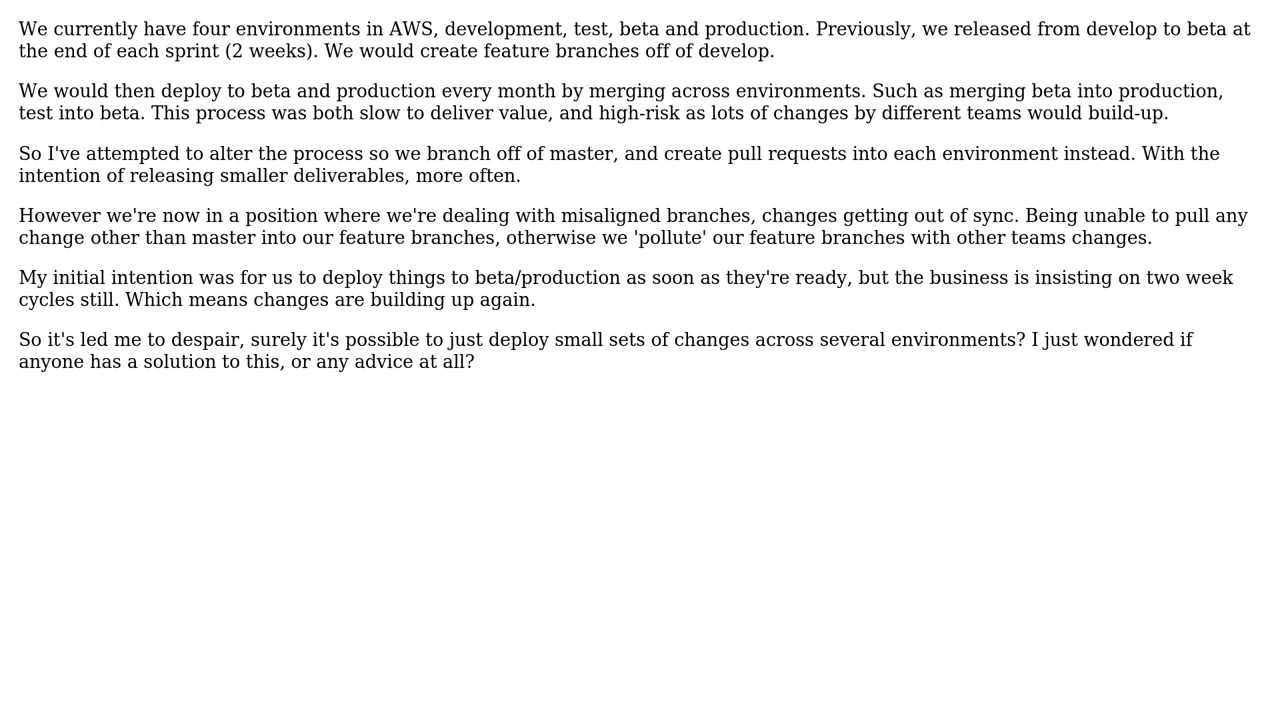 We currently have four environments in AWS, development, test, beta and production. Previously, we released from develop to beta at
the end of each sprint (2 weeks). We would create feature branches off of develop.
We would then deploy to beta and production every month by merging across environments. Such as merging beta into production,
test into beta. This process was both slow to deliver value, and high-risk as lots of changes by different teams would build-up.
So I've attempted to alter the process so we branch off of master, and create pull requests into each environment instead. With the
intention of releasing smaller deliverables, more often.
However we're now in a position where we're dealing with misaligned branches, changes getting out of sync. Being unable to pull any
change other than master into our feature branches, otherwise we 'pollute' our feature branches with other teams changes.
My initial intention was for us to deploy things to beta/production as soon as they're ready, but the business is insisting on two week
cycles still. Which means changes are building up again.
So it's led me to despair, surely it's possible to just deploy small sets of changes across several environments? I just wondered if
anyone has a solution to this, or any advice at all?